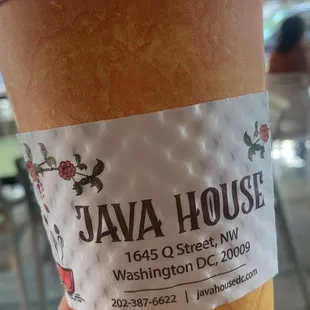 JAVA HOUSE
1645 Q Street, NW
Washington DC, 20009
202-387-6622 | javahousedc.com